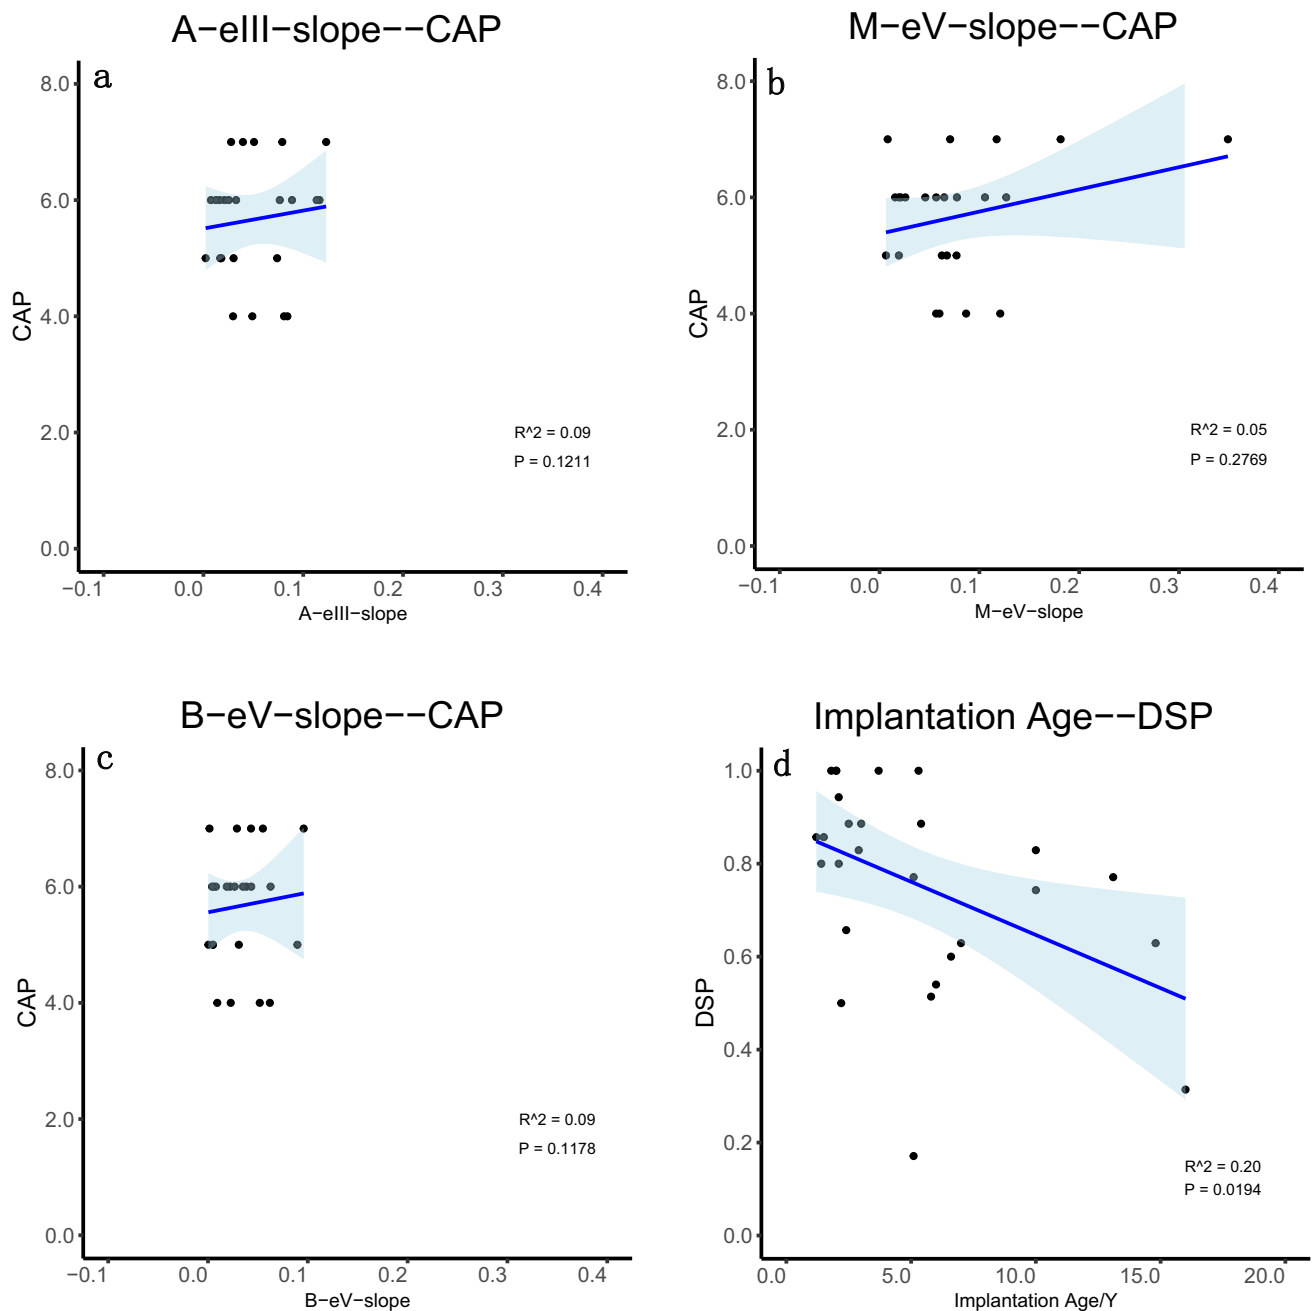 A−eIII−slope−−CAP
a
8.0
6.0
4.0
2.0
0.0
CAP
R^2 = 0.09
P = 0.1211
−0.1 0.0 0.1 0.2 0.3 0.4
A−eIII−slope
M−eV−slope−−CAP
b
8.0
6.0
4.0
2.0
0.0
CAP
R^2 = 0.05
P = 0.2769
−0.1 0.0 0.1 0.2 0.3 0.4
M−eV−slope
B−eV−slope−−CAP
c
8.0
6.0
4.0
2.0
0.0
CAP
R^2 = 0.09
P = 0.1178
−0.1 0.0 0.1 0.2 0.3 0.4
B−eV−slope
Implantation Age−−DSP
d
1.0
0.8
0.6
0.4
0.2
0.0
DSP
R^2 = 0.20
P = 0.0194
0.0 5.0 10.0 15.0 20.0
Implantation Age/Y